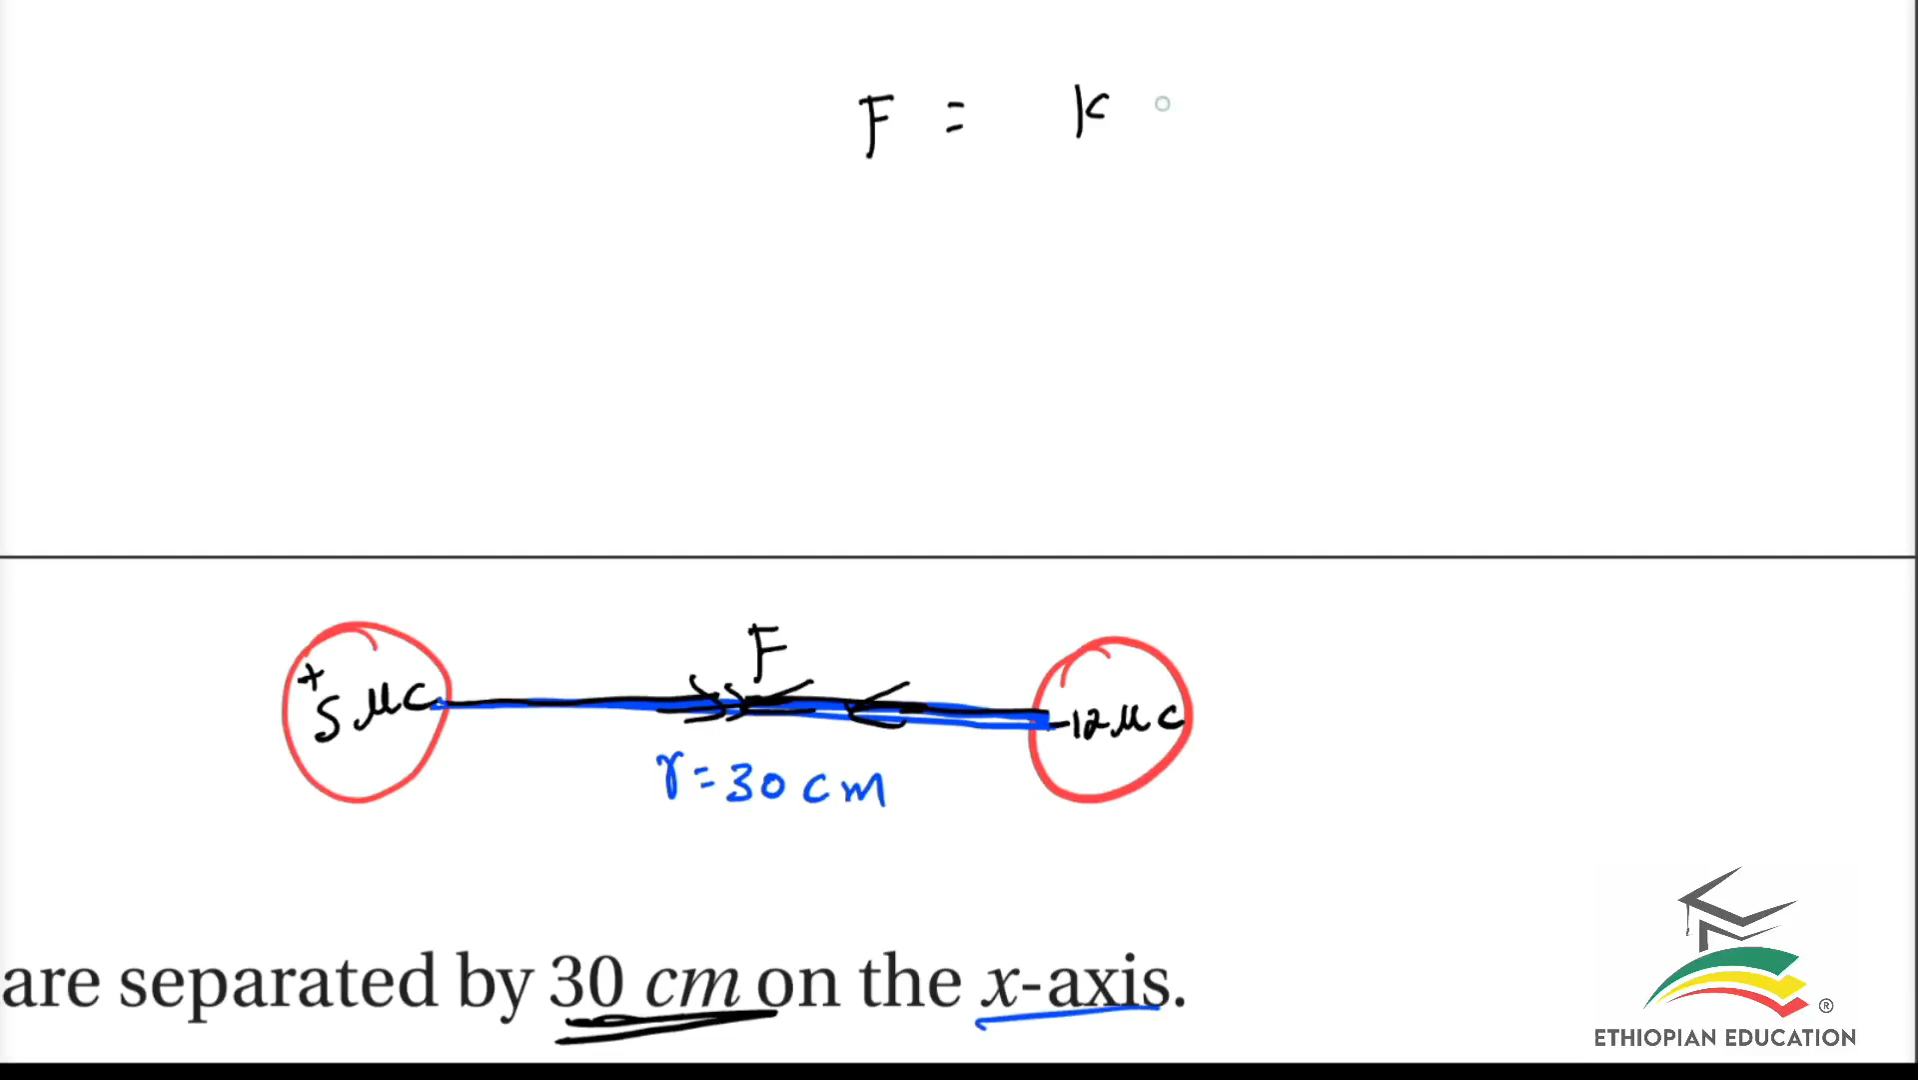 F = K
F
+5 μC
-12 μC
r = 30 cm
are separated by 30 cm on the x-axis.
®
ETHIOPIAN EDUCATION